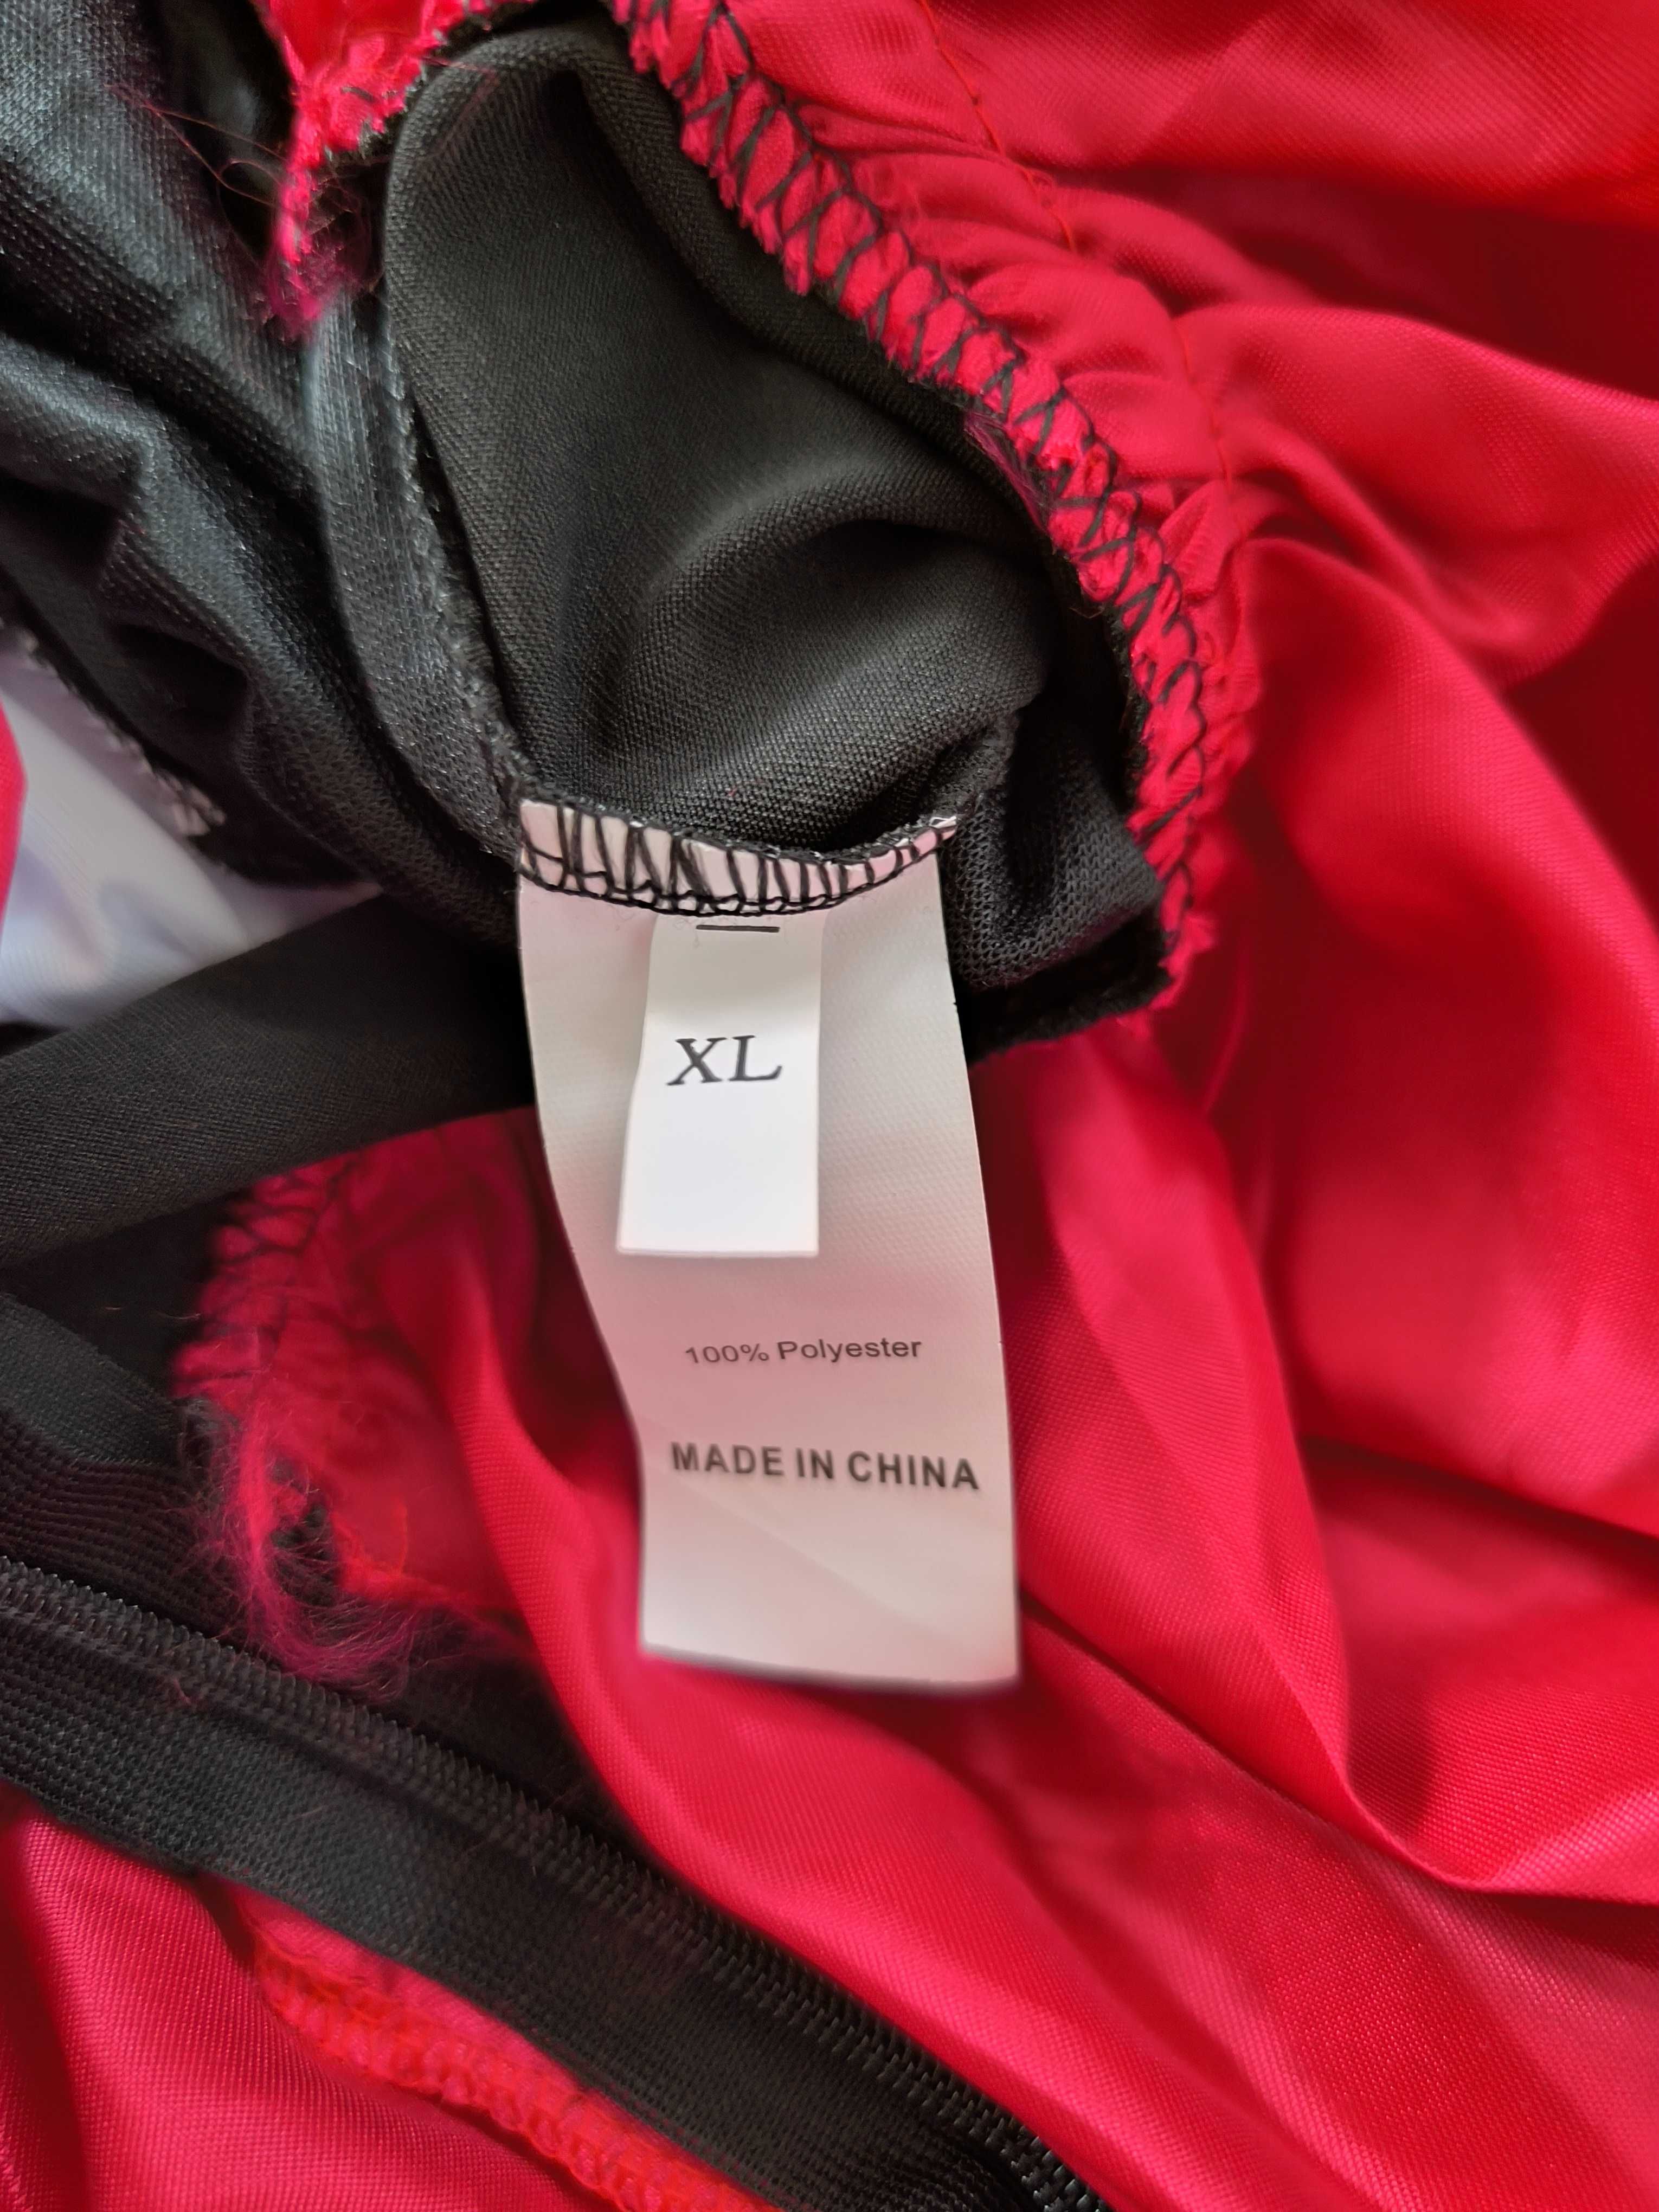 XL
100% Polyester
MADE IN CHINA